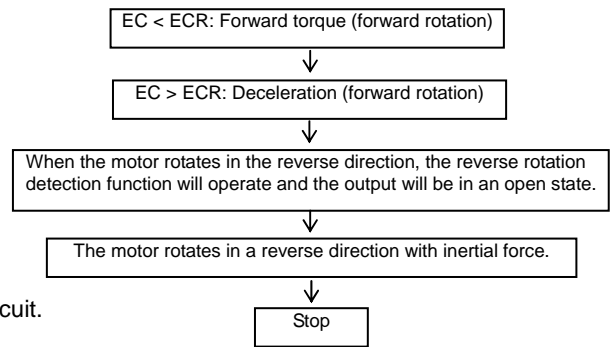 EC < ECR: Forward torque (forward rotation)
EC > ECR: Deceleration (forward rotation)
When the motor rotates in the reverse direction, the reverse rotation
detection function will operate and the output will be in an open state.
The motor rotates in a reverse direction with inertial force.
cuit.
Stop